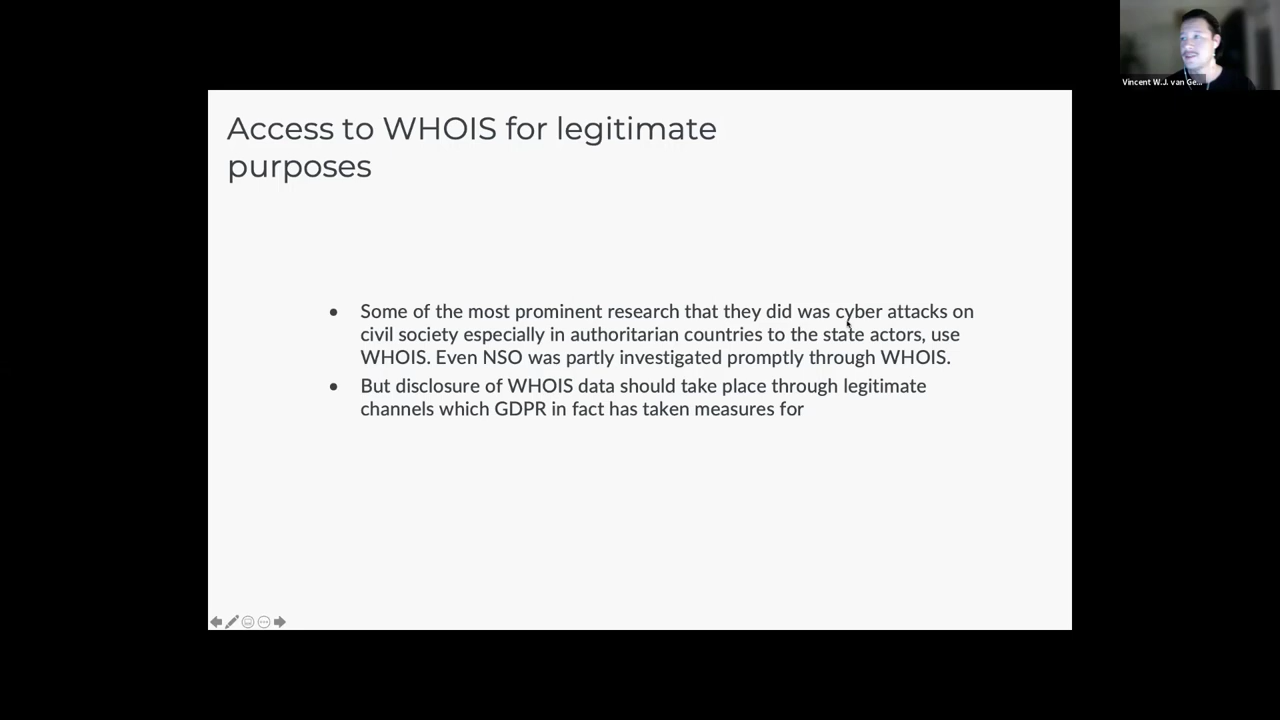 Vincent W.J. van Ge...
Access to WHOIS for legitimate
purposes
• Some of the most prominent research that they did was cyber attacks on
civil society especially in authoritarian countries to the state actors, use
WHOIS. Even NSO was partly investigated promptly through WHOIS.
• But disclosure of WHOIS data should take place through legitimate
channels which GDPR in fact has taken measures for